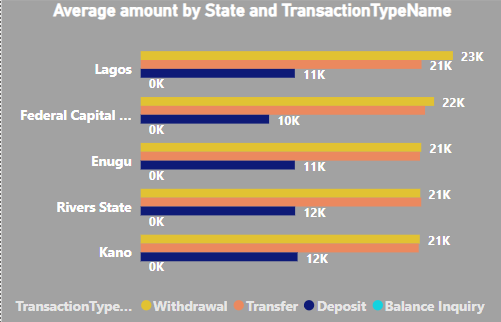 Average amount by State and TransactionTypeName
Lagos
23K
21K
11K
0K
Federal Capital ...
22K
10K
0K
Enugu
21K
11K
0K
Rivers State
21K
12K
0K
Kano
21K
12K
0K
TransactionType... Withdrawal Transfer Deposit Balance Inquiry